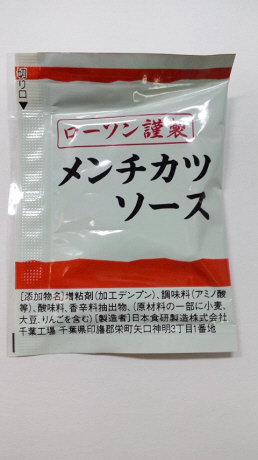 切り口▼
ローソン謹製
メンチカツ
ソース
[添加物名]増粘剤(加工デンプン)、調味料(アミノ酸
等)、酸味料、香辛料抽出物、(原材料の一部に小麦、
大豆、りんごを含む)[製造者]日本食研製造株式会社
千葉工場 千葉県印旛郡栄町矢口神明3丁目1番地